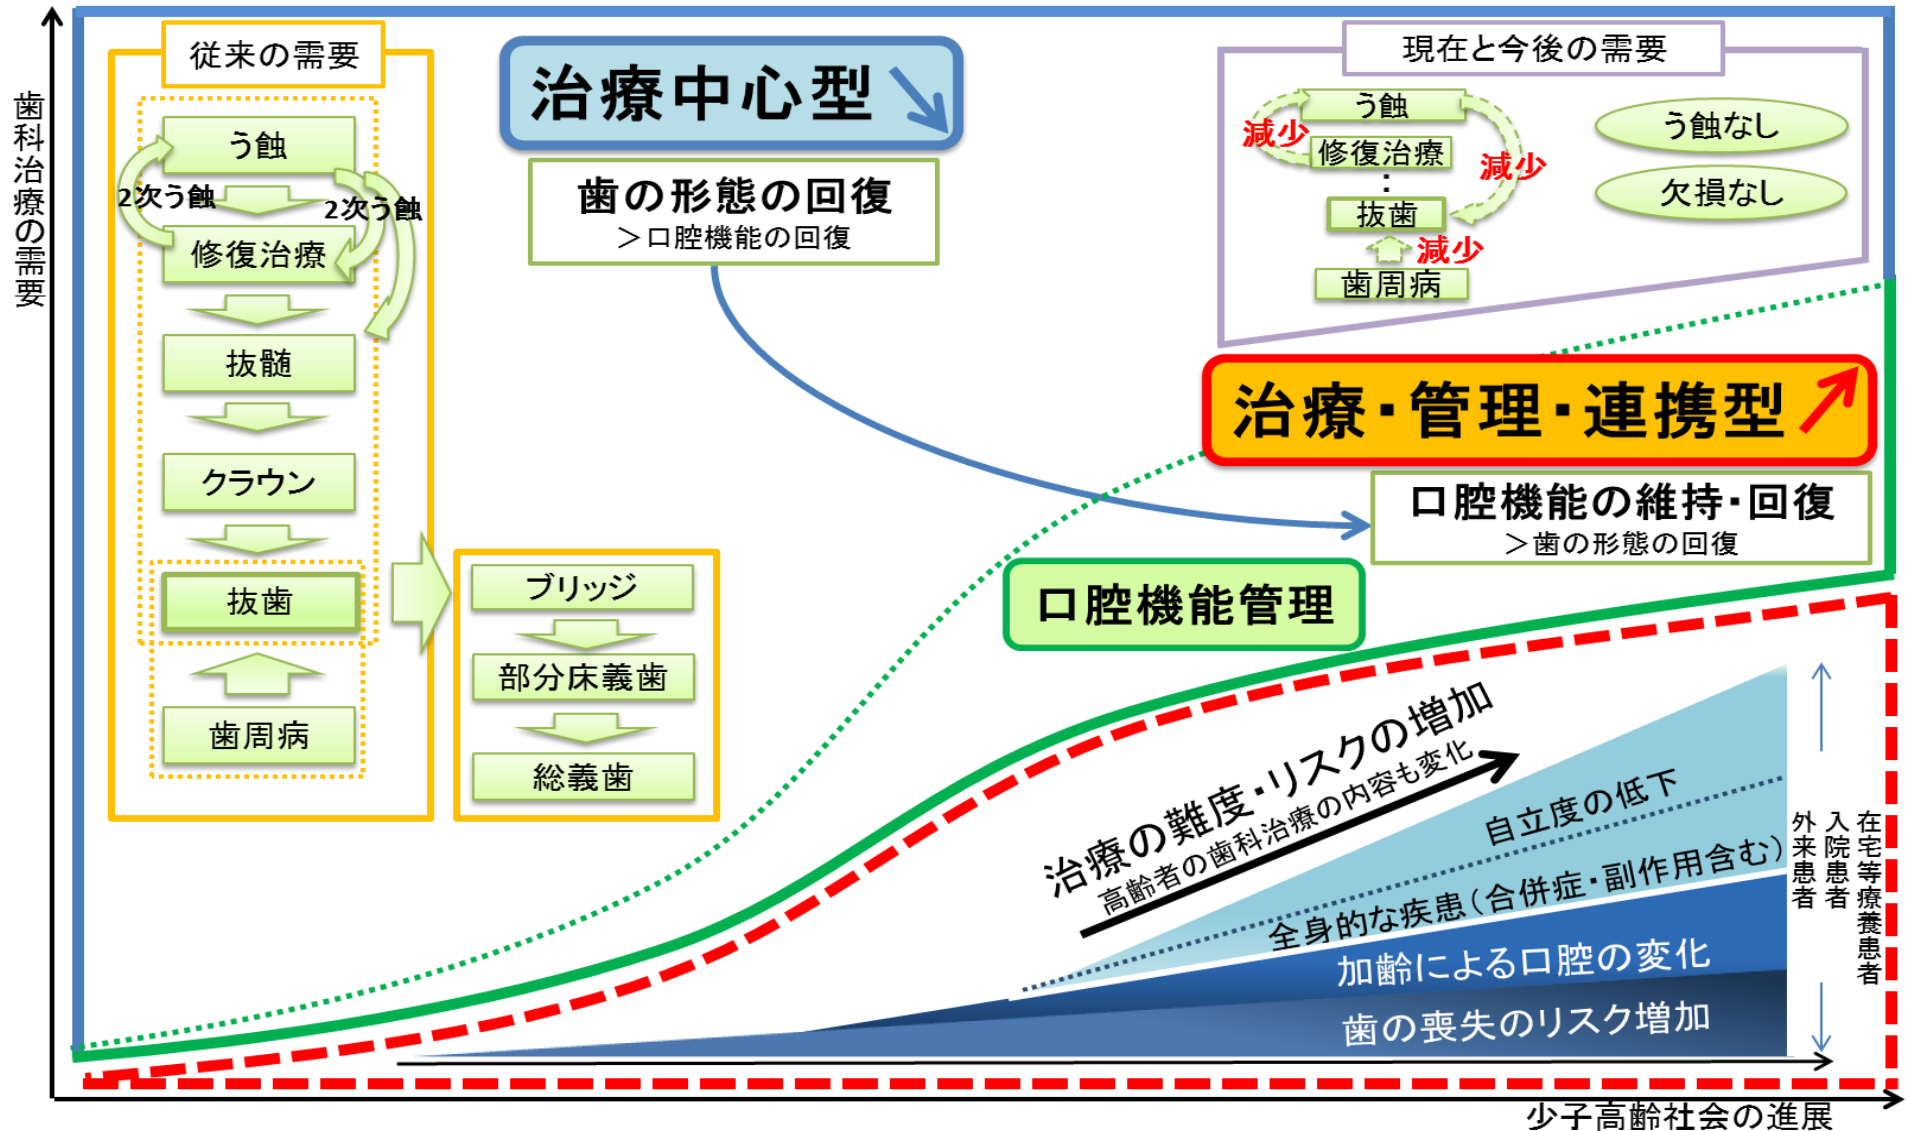 歯科治療の需要
従来の需要
う蝕
2次う蝕
2次う蝕
修復治療
抜髄
クラウン
抜歯
歯周病
ブリッジ
部分床義歯
総義歯
治療中心型
歯の形態の回復
＞口腔機能の回復
現在と今後の需要
う蝕
減少
修復治療
減少
：
抜歯
減少
歯周病
う蝕なし
欠損なし
治療・管理・連携型
口腔機能の維持・回復
＞歯の形態の回復
口腔機能管理
治療の難度・リスクの増加
高齢者の歯科治療の内容も変化
自立度の低下
全身的な疾患（合併症・副作用含む）
加齢による口腔の変化
歯の喪失のリスク増加
在宅等療養患者
入院患者
外来患者
少子高齢社会の進展